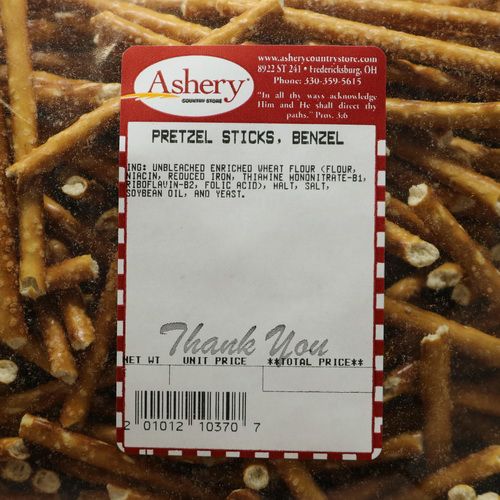 Ashery
COUNTRY STORE
www.asherycountrystore.com
8922 ST 241 • Fredericksburg, OH
Phone: 330-359-5615
"In all thy ways acknowledge
Him and He shall direct thy
paths." Prov. 3:6
PRETZEL STICKS, BENZEL
ING: UNBLEACHED ENRICHED WHEAT FLOUR (FLOUR,
NIACIN, REDUCED IRON, THIAMINE MONONITRATE-B1,
RIBOFLAVIN-B2, FOLIC ACID), MALT, SALT,
SOYBEAN OIL, AND YEAST.
Thank You
NET WT UNIT PRICE **TOTAL PRICE**
2 01012 10370 7